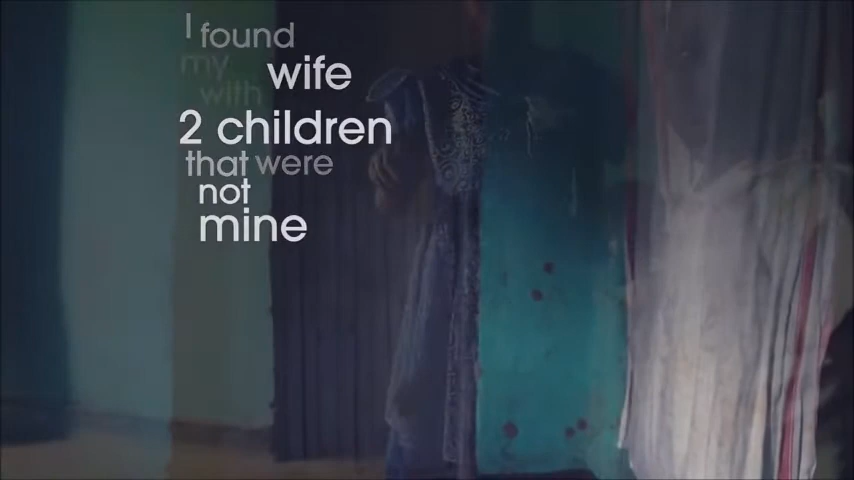 I found
my wife
with
2 children
that were
not
mine